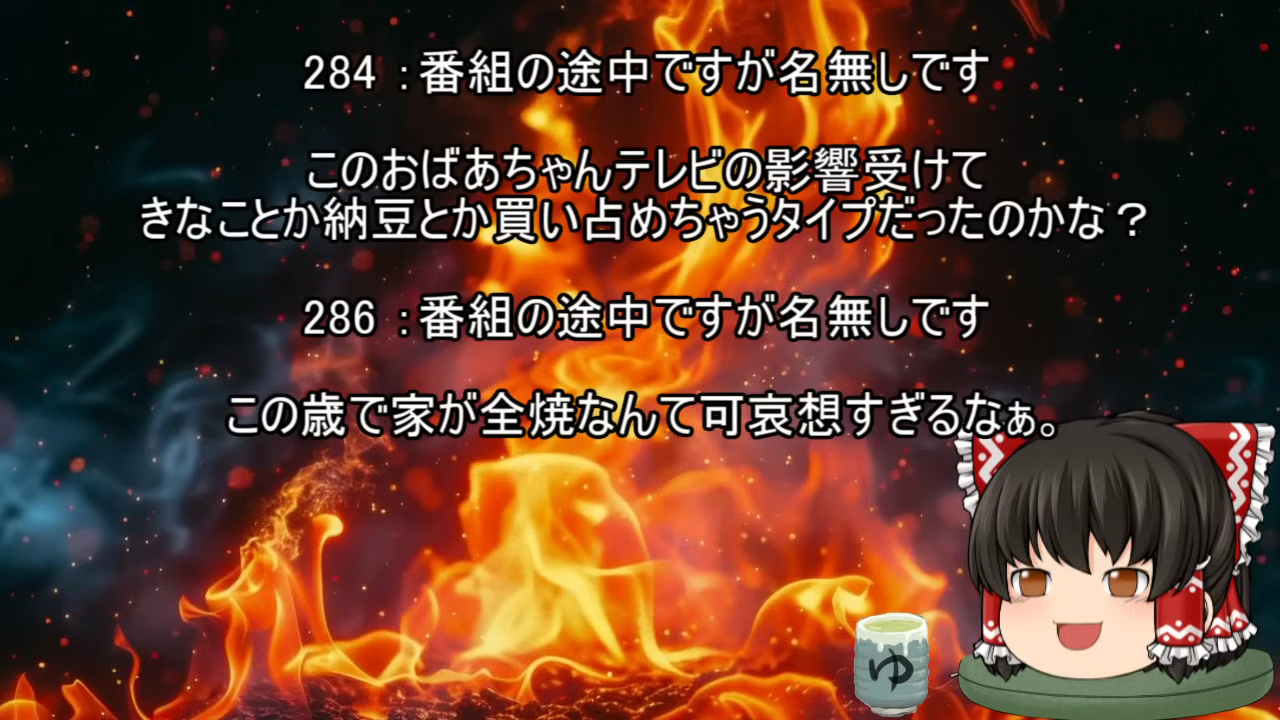 284 ：番組の途中ですが名無しです
このおばあちゃんテレビの影響受けて
きなことか納豆とか買い占めちゃうタイプだったのかな？
286 ：番組の途中ですが名無しです
この歳で家が全焼なんて可哀想すぎるなぁ。
ゆ